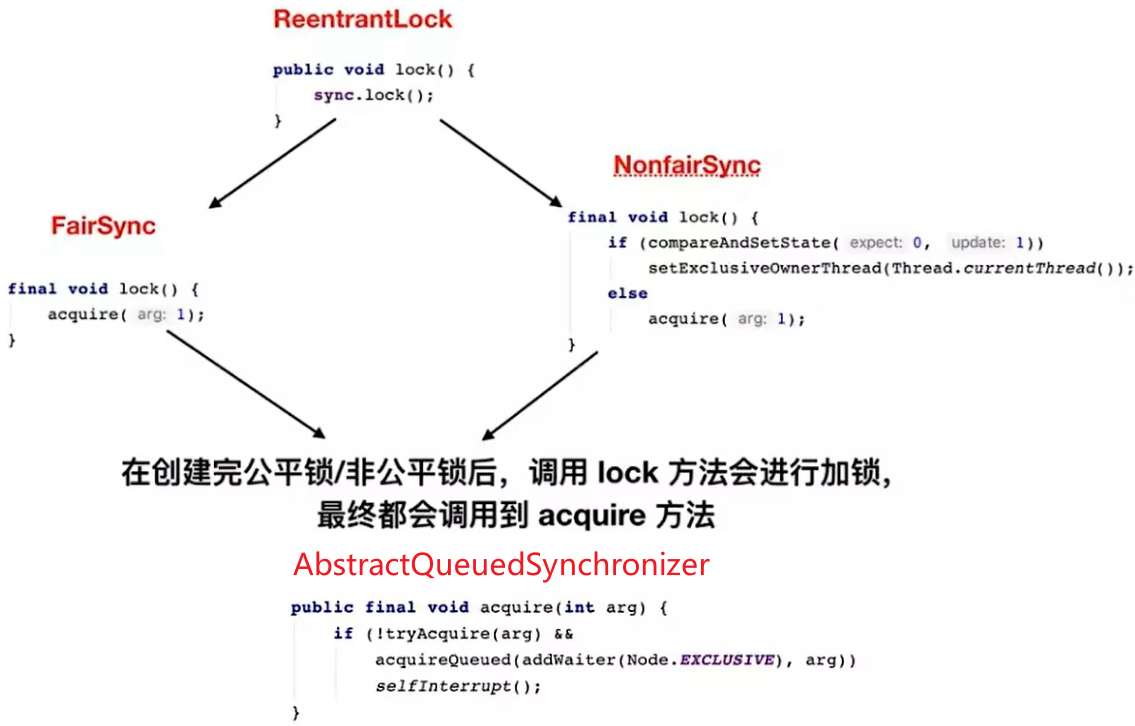 ReentrantLock
public void lock() {
sync.lock();
}
FairSync
final void lock() {
acquire( arg: 1);
}
NonfairSync
final void lock() {
if (compareAndSetState( expect: 0, update: 1))
setExclusiveOwnerThread(Thread.currentThread());
else
acquire( arg: 1);
}
在创建完公平锁/非公平锁后，调用 lock 方法会进行加锁，
最终都会调用到 acquire 方法
AbstractQueuedSynchronizer
public final void acquire(int arg) {
if (!tryAcquire(arg) &&
acquireQueued(addWaiter(Node.EXCLUSIVE), arg))
selfInterrupt();
}